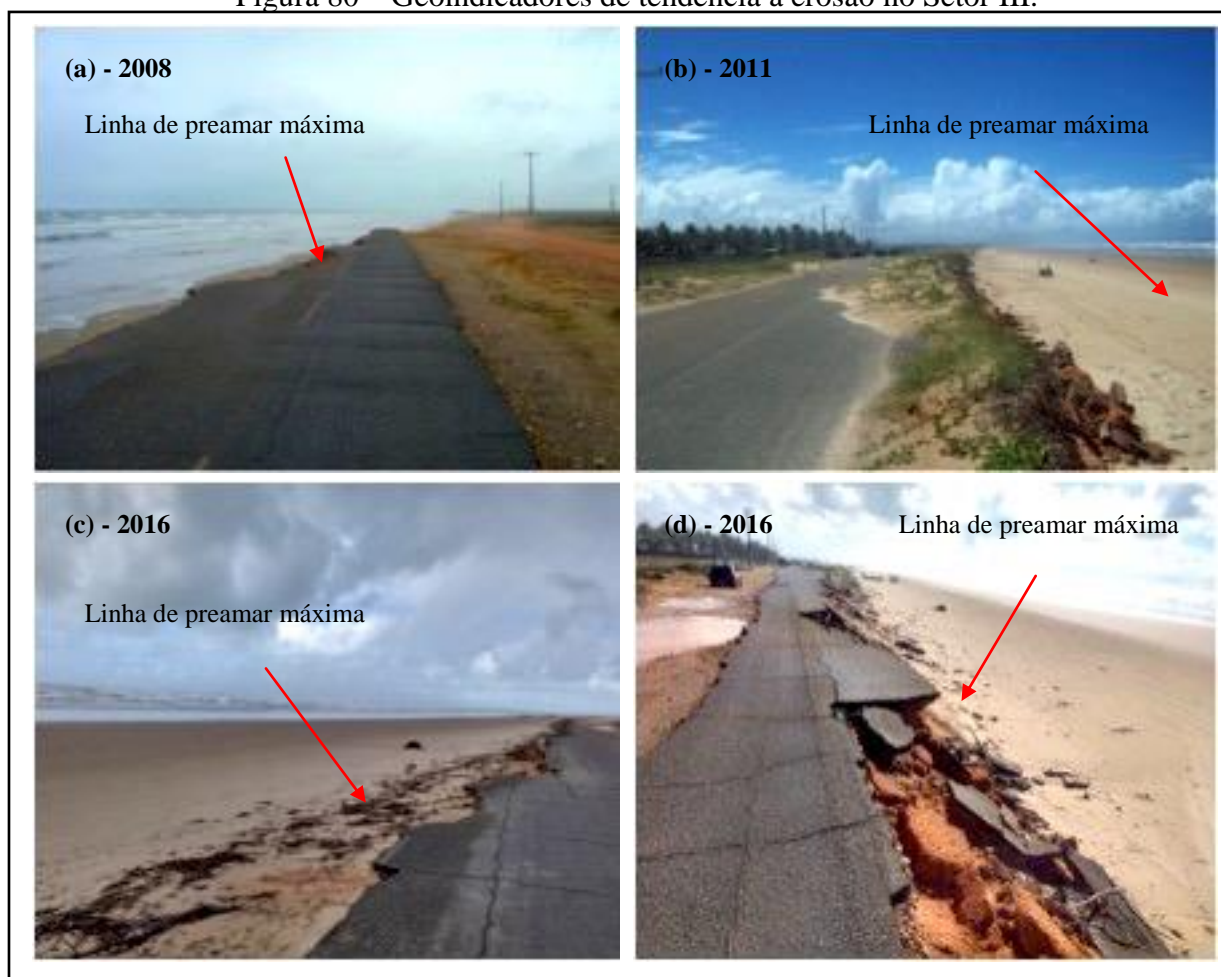 Figura 80 – Geoindicadores de tendência à erosão no Setor III.
(a) - 2008
Linha de preamar máxima
(b) - 2011
Linha de preamar máxima
(c) - 2016
Linha de preamar máxima
(d) - 2016
Linha de preamar máxima